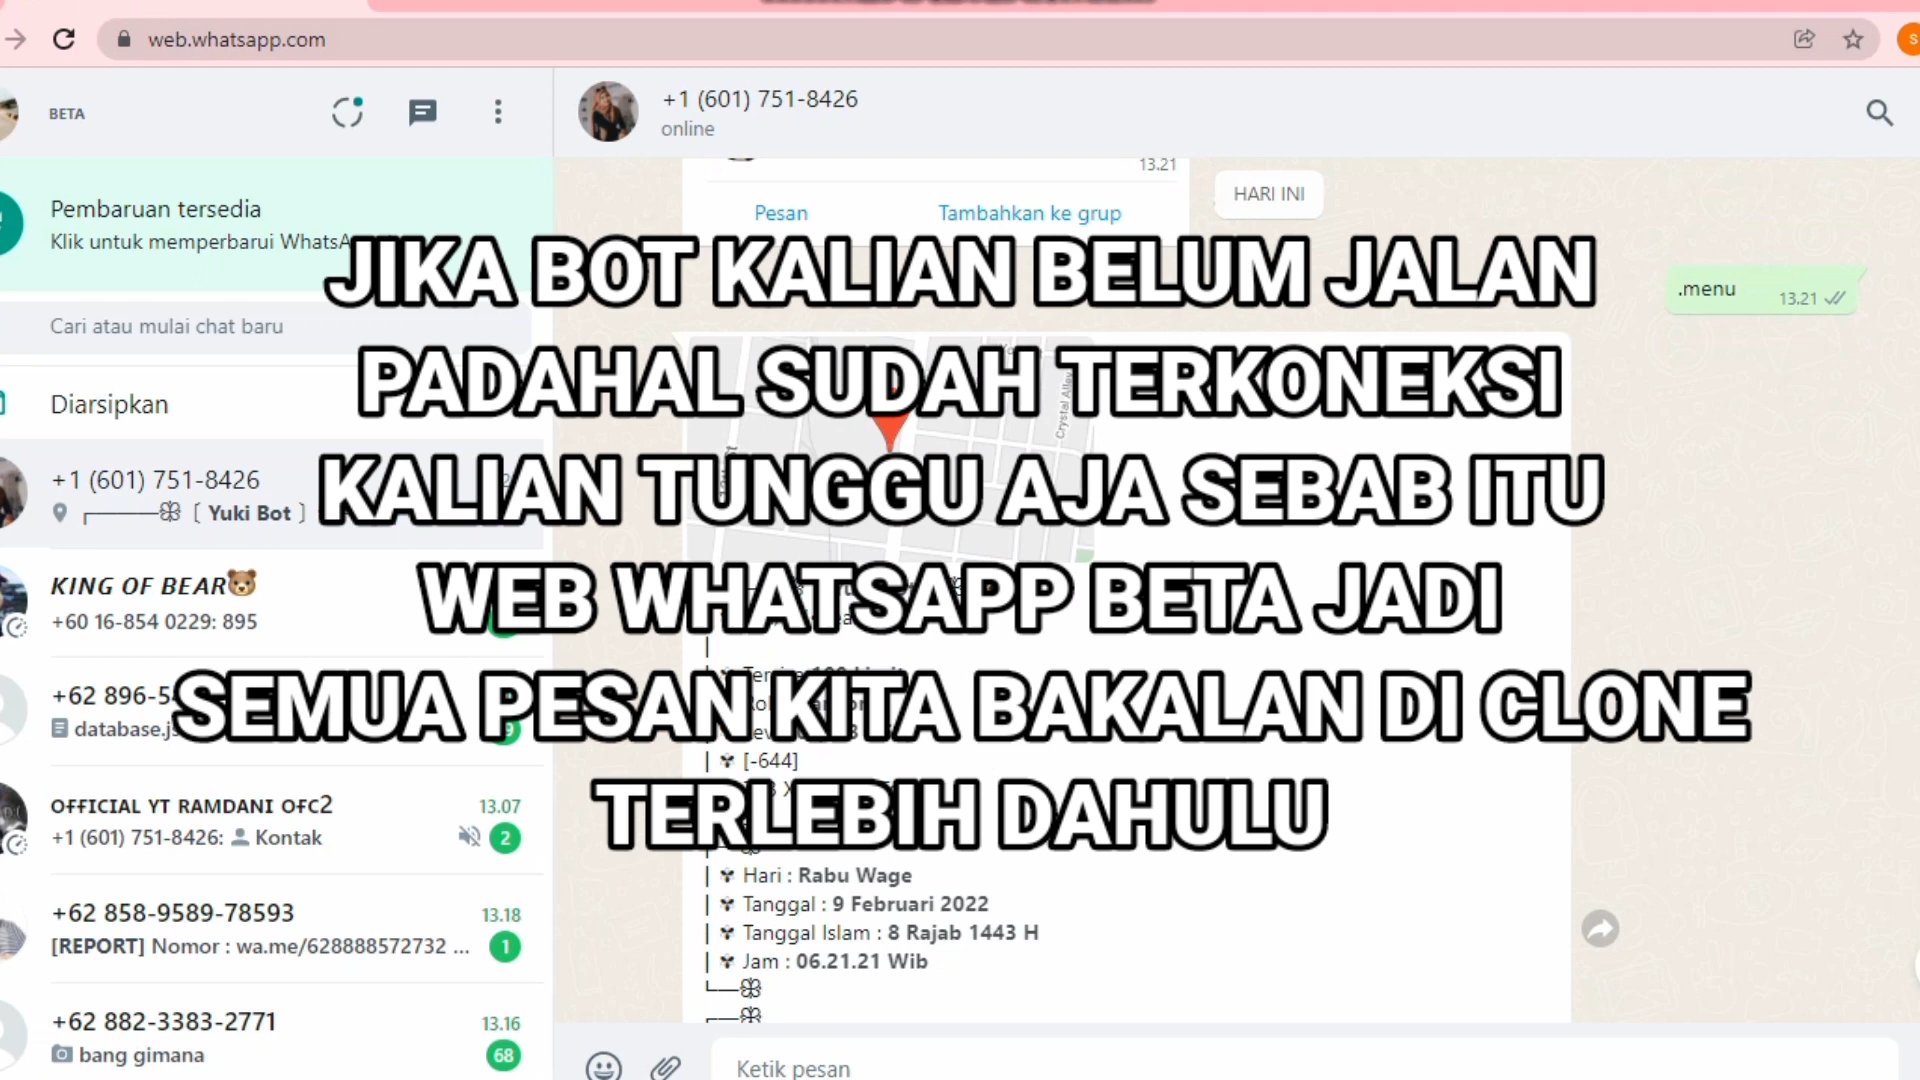 web.whatsapp.com
S
BETA
+1 (601) 751-8426
online
13.21
Pesan
Tambahkan ke grup
HARI INI
.menu
13.21
Pembaruan tersedia
Klik untuk memperbarui
Cari atau mulai chat baru
Diarsipkan
+1 (601) 751-8426
[ Yuki Bot ]
KING OF BEAR🐻
+60 16-854 0229: 895
+62 896-5
OFFICIAL YT RAMDANI OFC2
13.07
+1 (601) 751-8426: Kontak
2
+62 858-9589-78593
13.18
[REPORT] Nomor : wa.me/628888572732 ...
1
+62 882-3383-2771
13.16
bang gimana
68
JIKA BOT KALIAN BELUM JALAN
PADAHAL SUDAH TERKONEKSI
KALIAN TUNGGU AJA SEBAB ITU
WEB WHATSAPP BETA JADI
SEMUA PESAN KITA BAKALAN DI CLONE
TERLEBIH DAHULU
Crystal Alley
[-644]
Hari : Rabu Wage
Tanggal : 9 Februari 2022
Tanggal Islam : 8 Rajab 1443 H
Jam : 06.21.21 Wib
Ketik pesan